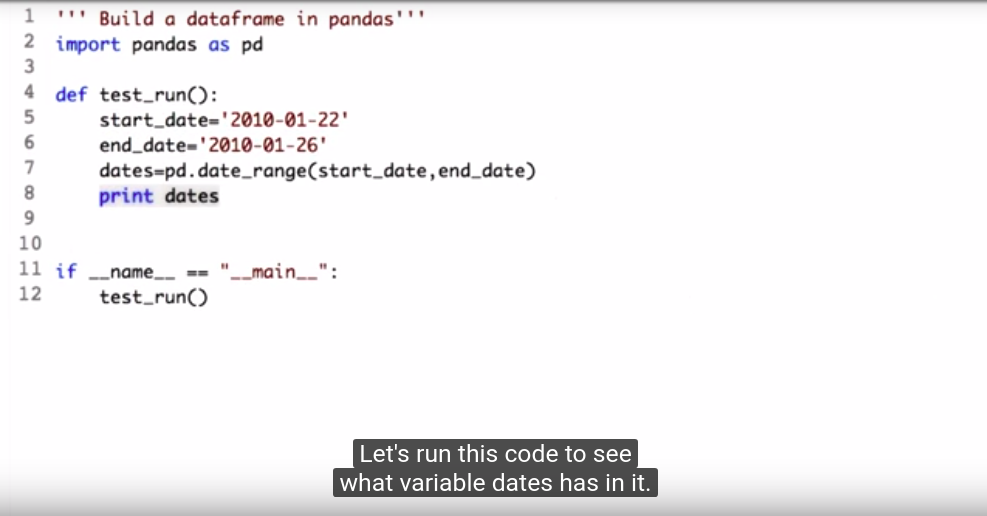 1 ''' Build a dataframe in pandas'''
2 import pandas as pd
3
4 def test_run():
5     start_date='2010-01-22'
6     end_date='2010-01-26'
7     dates=pd.date_range(start_date,end_date)
8     print dates
9
10
11 if __name__ == "__main__":
12     test_run()
Let's run this code to see
what variable dates has in it.